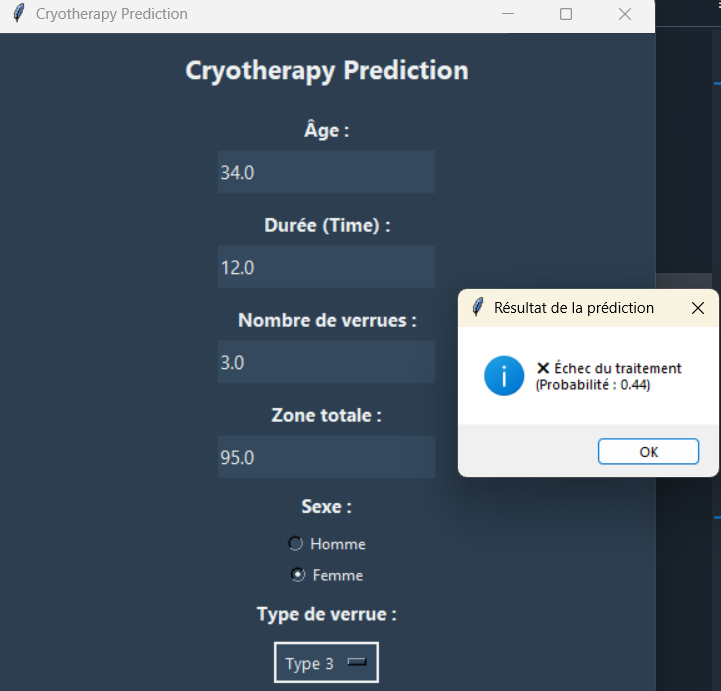 Cryotherapy Prediction
Cryotherapy Prediction
Âge :
34.0
Durée (Time) :
12.0
Nombre de verrues :
3.0
Zone totale :
95.0
Sexe :
Homme
Femme
Type de verrue :
Type 3
Résultat de la prédiction
❌ Échec du traitement
(Probabilité : 0.44)
OK